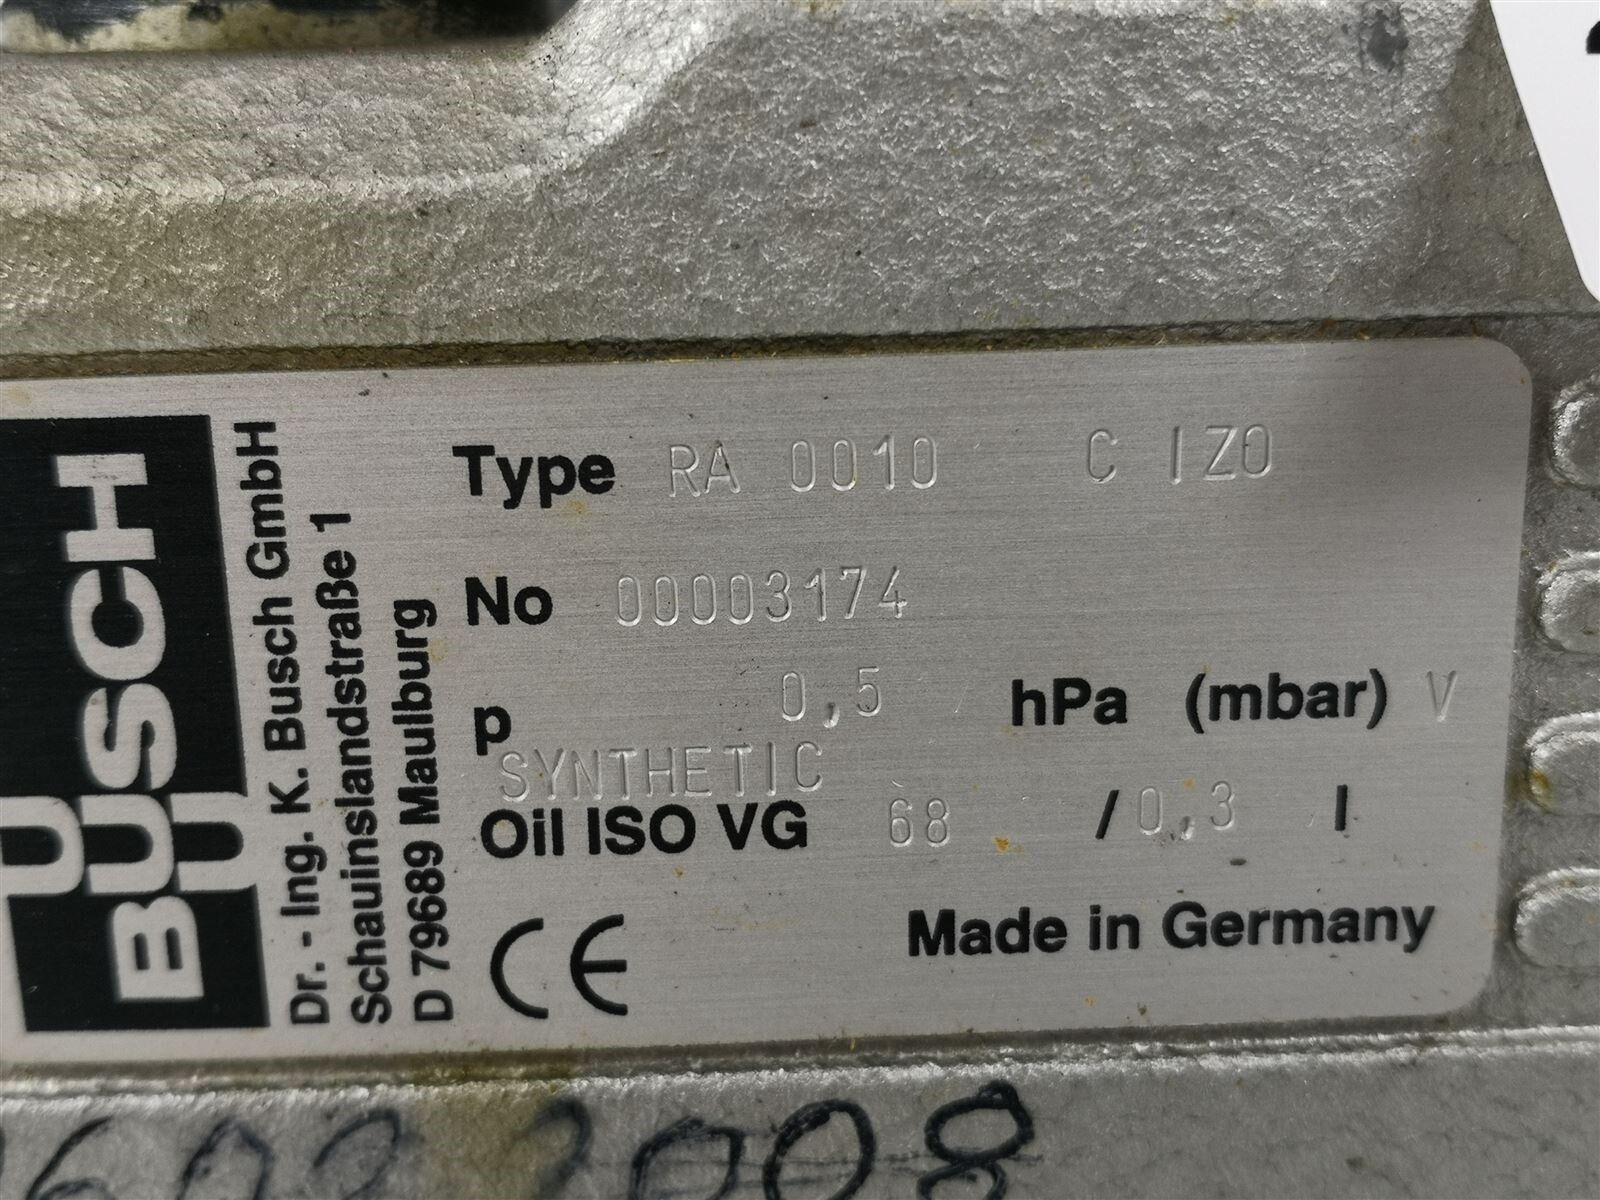 BUSCH
Dr. - Ing. K. Busch GmbH
Schauinslandstraße 1
D 79689 Maulburg
Type RA 0010 C IZ0
No 00003174
p 0,5 hPa (mbar) V
SYNTHETIC
Oil ISO VG 68 / 0,3 l
CE Made in Germany
2008